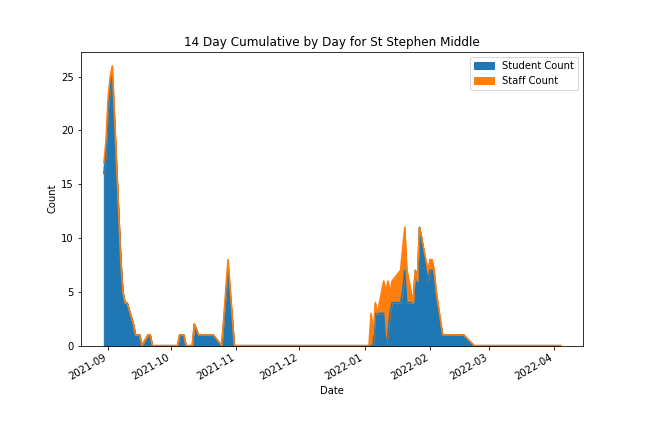 14 Day Cumulative by Day for St Stephen Middle
Student Count
Staff Count
Count
25
20
15
10
5
0
2021-09
2021-10
2021-11
2021-12
2022-01
2022-02
2022-03
2022-04
Date